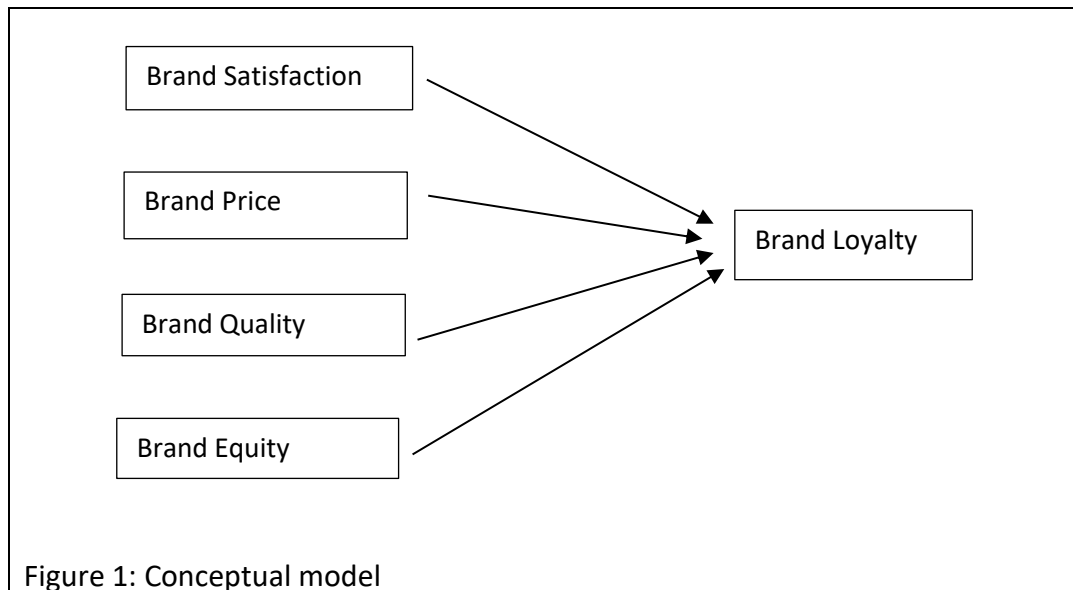 Brand Satisfaction
Brand Price
Brand Loyalty
Brand Quality
Brand Equity
Figure 1: Conceptual model